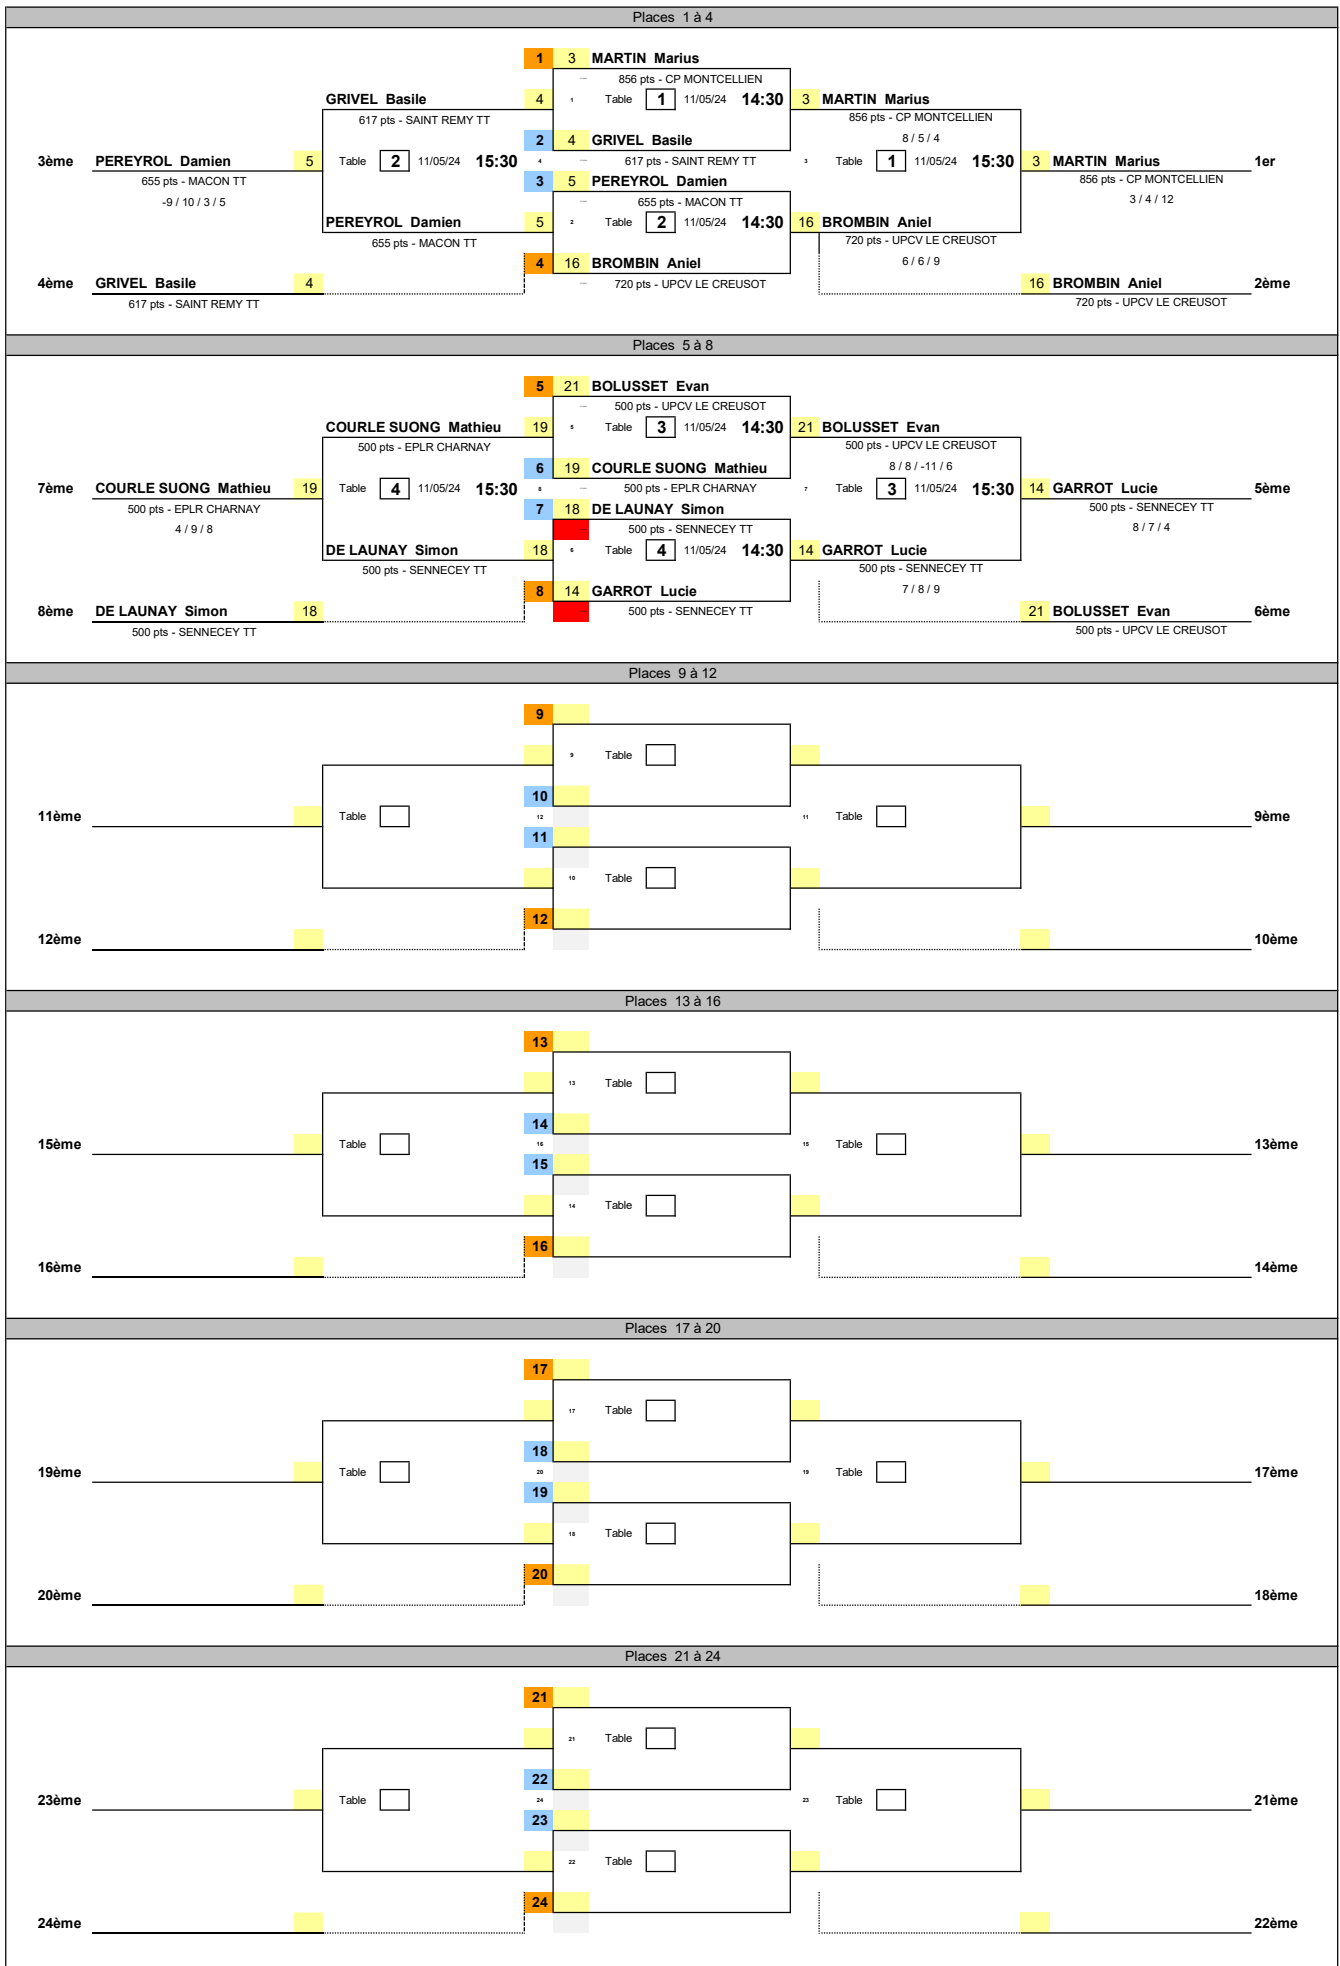 Places 1 à 4
1 3 MARTIN Marius
856 pts - CP MONTCELLIEN
GRIVEL Basile 4 1 Table 1 11/05/24 14:30 3 MARTIN Marius
617 pts - SAINT REMY TT 856 pts - CP MONTCELLIEN
2 4 GRIVEL Basile 8 / 5 / 4
3ème PEREYROL Damien 5 Table 2 11/05/24 15:30 4 617 pts - SAINT REMY TT 3 Table 1 11/05/24 15:30 3 MARTIN Marius 1er
655 pts - MACON TT 3 5 PEREYROL Damien 856 pts - CP MONTCELLIEN
-9 / 10 / 3 / 5 655 pts - MACON TT 3 / 4 / 12
PEREYROL Damien 5 2 Table 2 11/05/24 14:30 16 BROMBIN Aniel
655 pts - MACON TT 720 pts - UPCV LE CREUSOT
4 16 BROMBIN Aniel 6 / 6 / 9
4ème GRIVEL Basile 4 720 pts - UPCV LE CREUSOT 16 BROMBIN Aniel 2ème
617 pts - SAINT REMY TT 720 pts - UPCV LE CREUSOT
Places 5 à 8
5 21 BOLUSSET Evan
500 pts - UPCV LE CREUSOT
COURLE SUONG Mathieu 19 5 Table 3 11/05/24 14:30 21 BOLUSSET Evan
500 pts - EPLR CHARNAY 500 pts - UPCV LE CREUSOT
6 19 COURLE SUONG Mathieu 8 / 8 / -11 / 6
7ème COURLE SUONG Mathieu 19 Table 4 11/05/24 15:30 8 500 pts - EPLR CHARNAY 7 Table 3 11/05/24 15:30 14 GARROT Lucie 5ème
500 pts - EPLR CHARNAY 7 18 DE LAUNAY Simon 500 pts - SENNECEY TT
4 / 9 / 8 500 pts - SENNECEY TT 8 / 7 / 4
DE LAUNAY Simon 18 6 Table 4 11/05/24 14:30 14 GARROT Lucie
500 pts - SENNECEY TT 500 pts - SENNECEY TT
8 14 GARROT Lucie 7 / 8 / 9
8ème DE LAUNAY Simon 18 500 pts - SENNECEY TT 21 BOLUSSET Evan 6ème
500 pts - SENNECEY TT 500 pts - UPCV LE CREUSOT
Places 9 à 12
9
9 Table
10
11ème Table 12 11 Table 9ème
11
10 Table
12
12ème 10ème
Places 13 à 16
13
13 Table
14
15ème Table 16 15 Table 13ème
15
14 Table
16
16ème 14ème
Places 17 à 20
17
17 Table
18
19ème Table 20 19 Table 17ème
19
18 Table
20
20ème 18ème
Places 21 à 24
21
21 Table
22
23ème Table 24 23 Table 21ème
23
22 Table
24
24ème 22ème